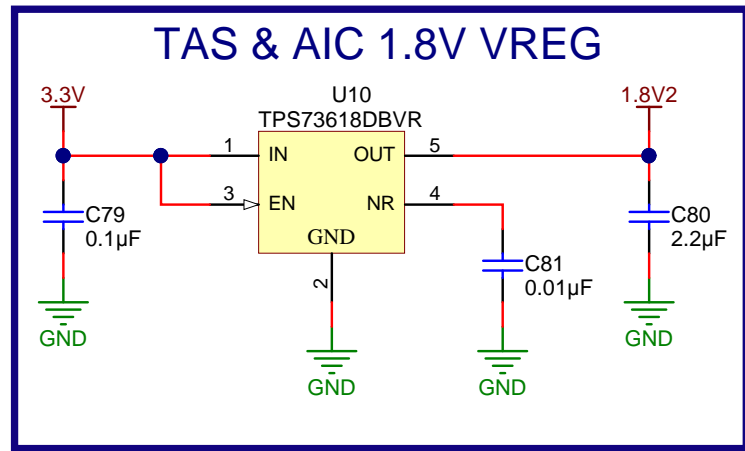 TAS & AIC 1.8V VREG
3.3V
U10
TPS73618DBVR
1.8V2
1
IN
OUT
5
3
EN
NR
4
GND
2
C79
0.1µF
C81
0.01µF
C80
2.2µF
GND
GND
GND
GND